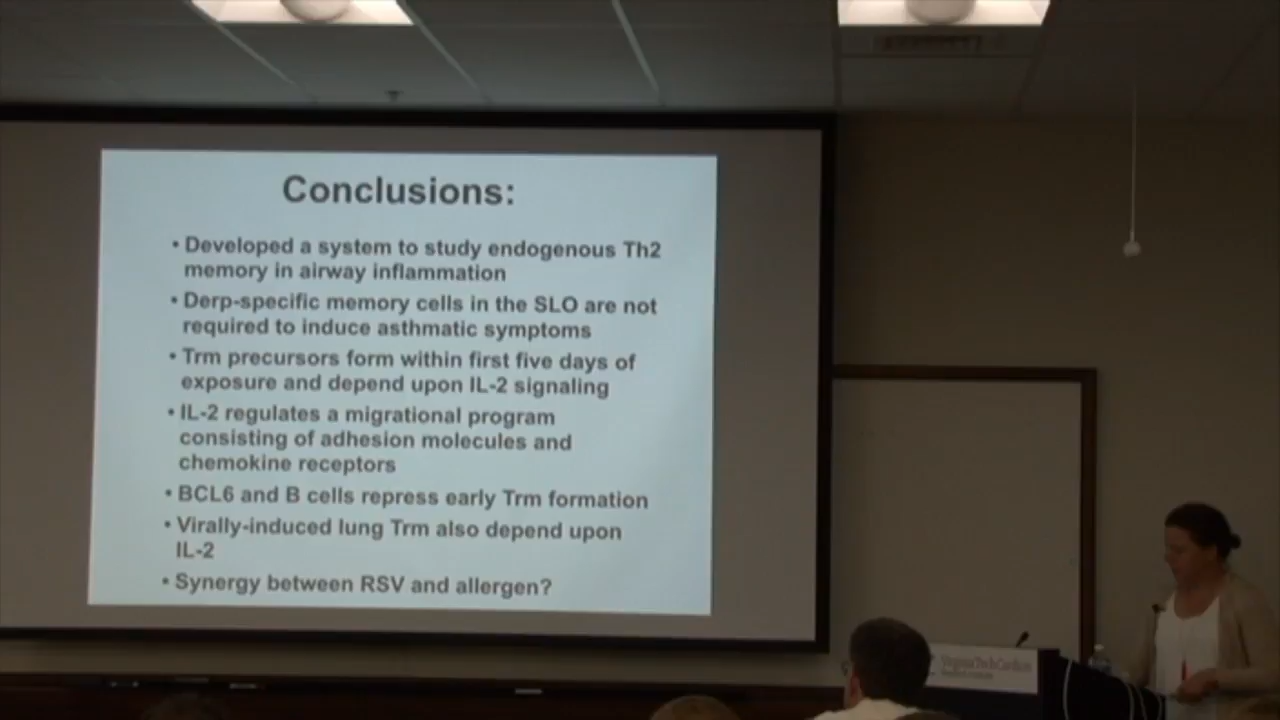 Conclusions:
• Developed a system to study endogenous Th2
memory in airway inflammation
• Derp-specific memory cells in the SLO are not
required to induce asthmatic symptoms
• Trm precursors form within first five days of
exposure and depend upon IL-2 signaling
• IL-2 regulates a migrational program
consisting of adhesion molecules and
chemokine receptors
• BCL6 and B cells repress early Trm formation
• Virally-induced lung Trm also depend upon
IL-2
• Synergy between RSV and allergen?
VirginiaTechCarilion